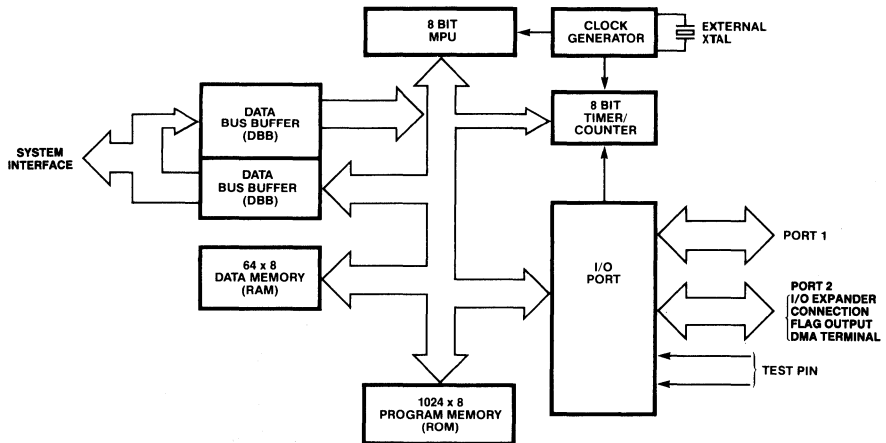 8 BIT
MPU
CLOCK
GENERATOR
EXTERNAL
XTAL
8 BIT
TIMER/
COUNTER
DATA
BUS BUFFER
(DBB)
SYSTEM
INTERFACE
DATA
BUS BUFFER
(DBB)
64 x 8
DATA MEMORY
(RAM)
I/O
PORT
PORT 1
PORT 2
I/O EXPANDER
CONNECTION
FLAG OUTPUT
DMA TERMINAL
TEST PIN
1024 x 8
PROGRAM MEMORY
(ROM)